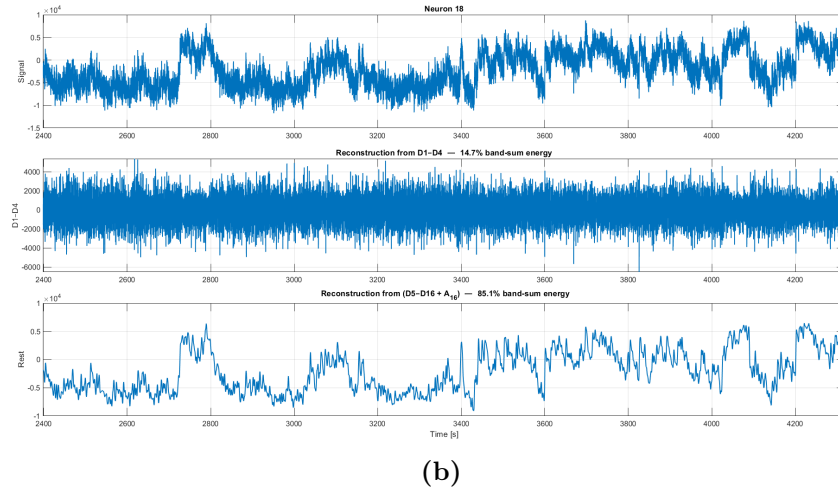 Neuron 18
×10⁴
Signal
1
0.5
0
-0.5
-1
-1.5
2400 2600 2800 3000 3200 3400 3600 3800 4000 4200
Reconstruction from D1–D4 — 14.7% band-sum energy
D1–D4
4000
2000
0
-2000
-4000
-6000
2400 2600 2800 3000 3200 3400 3600 3800 4000 4200
Reconstruction from (D5–D16 + A₁₆) — 85.1% band-sum energy
×10⁴
Rest
1
0.5
0
-0.5
-1
2400 2600 2800 3000 3200 3400 3600 3800 4000 4200
Time [s]
(b)